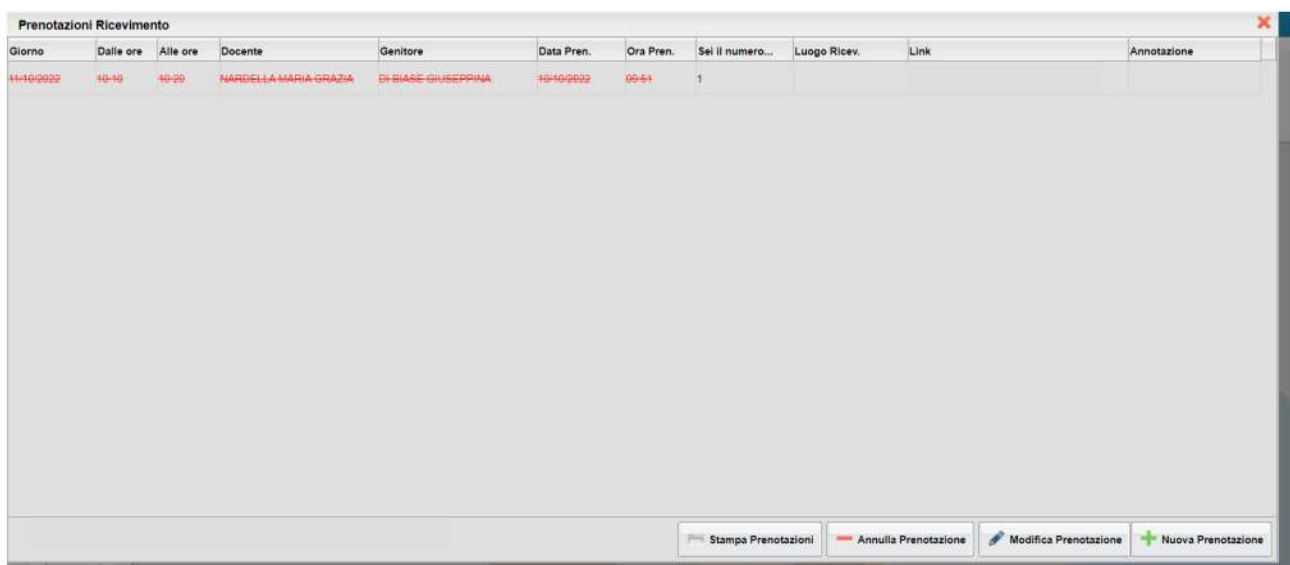 Prenotazioni Ricevimento
Giorno Dalle ore Alle ore Docente Genitore Data Pren. Ora Pren. Sei il numero... Luogo Ricev. Link Annotazione
11/10/2022 10:10 10:20 NARDELLA MARIA GRAZIA DI BIASE GIUSEPPINA 10/10/2022 09:51 1
Stampa Prenotazioni Annulla Prenotazione Modifica Prenotazione Nuova Prenotazione